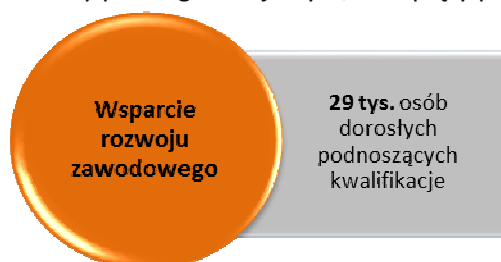 Wsparcie
rozwoju
zawodowego
29 tys. osób
dorosłych
podnoszących
kwalifikacje